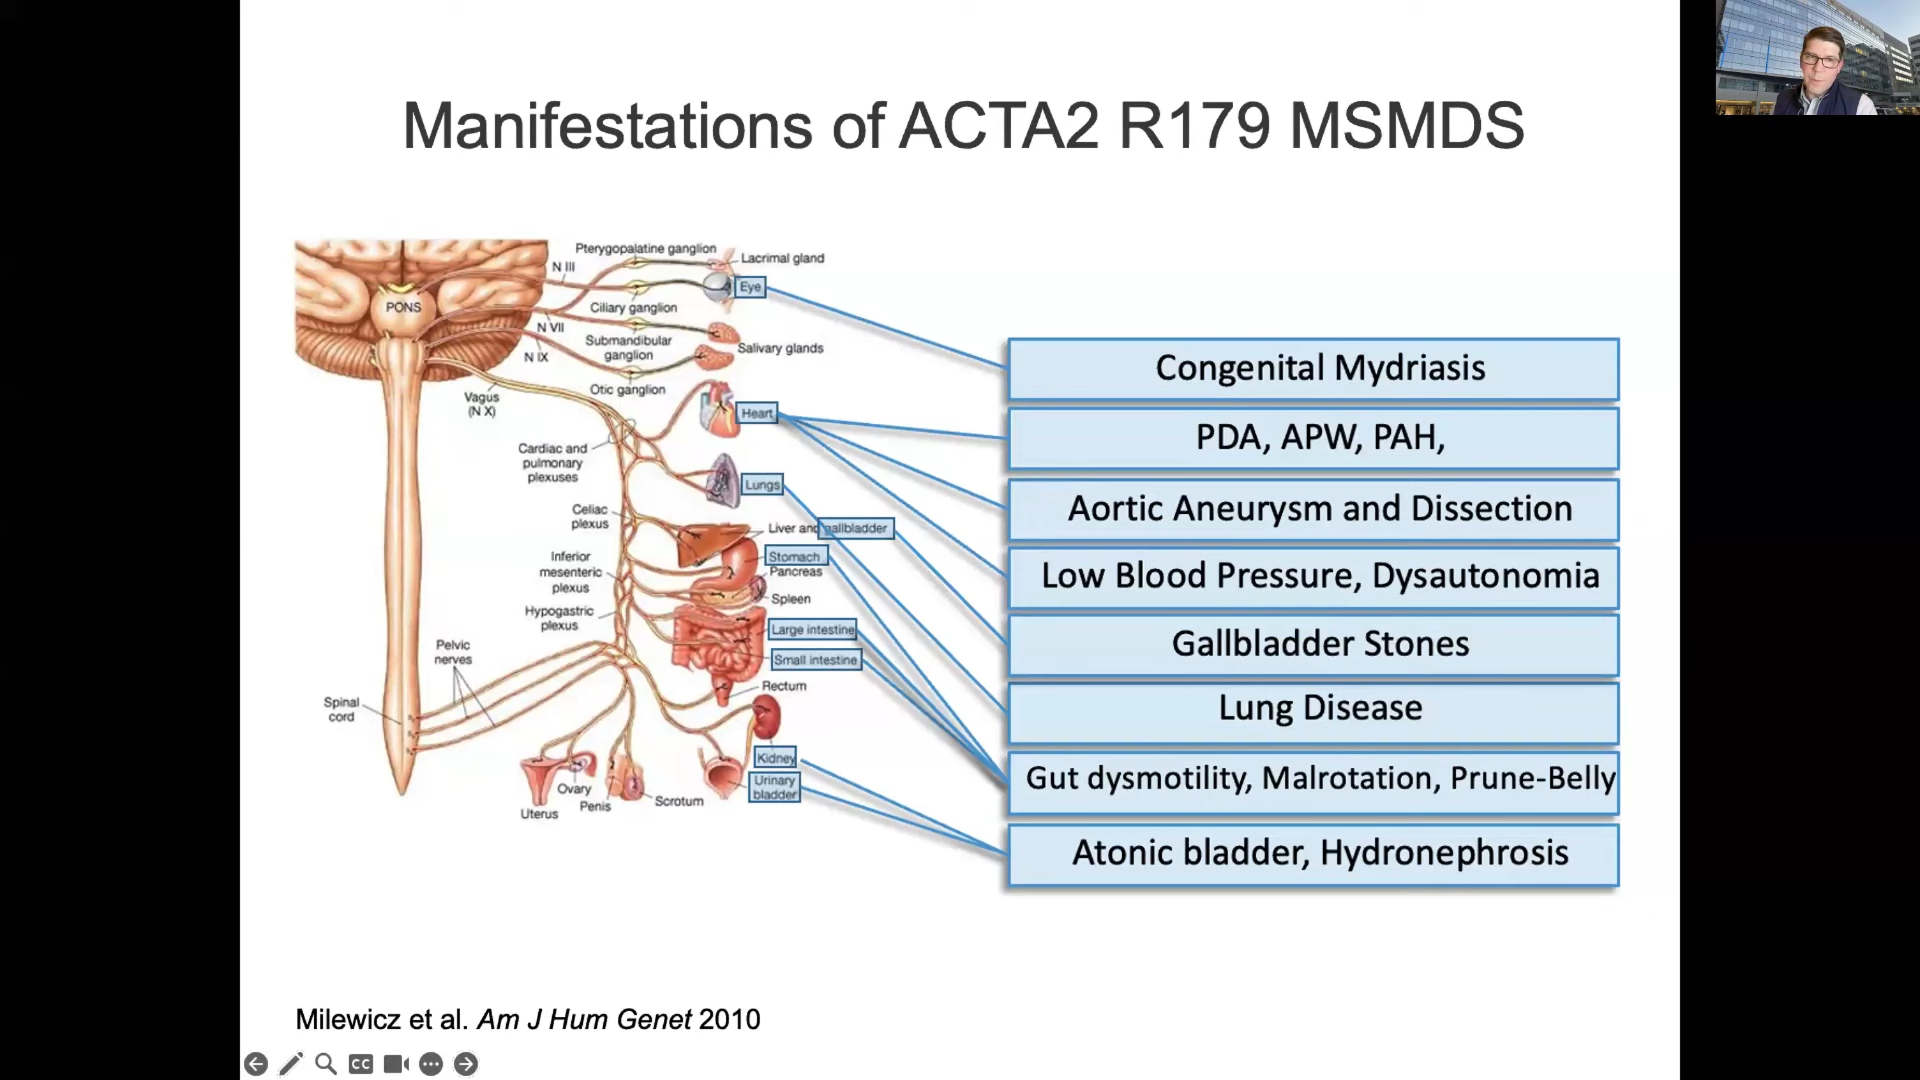 Manifestations of ACTA2 R179 MSMDS
Pterygopalatine ganglion
Lacrimal gland
N III
Eye
PONS
Ciliary ganglion
N VII
Submandibular
ganglion
Salivary glands
N IX
Otic ganglion
Vagus
(N X)
Heart
Cardiac and
pulmonary
plexuses
Lungs
Celiac
plexus
Liver and gallbladder
Stomach
Inferior
mesenteric
plexus
Pancreas
Spleen
Hypogastric
plexus
Large intestine
Small intestine
Pelvic
nerves
Rectum
Spinal
cord
Kidney
Urinary
bladder
Ovary
Penis
Scrotum
Uterus
Congenital Mydriasis
PDA, APW, PAH,
Aortic Aneurysm and Dissection
Low Blood Pressure, Dysautonomia
Gallbladder Stones
Lung Disease
Gut dysmotility, Malrotation, Prune-Belly
Atonic bladder, Hydronephrosis
Milewicz et al. Am J Hum Genet 2010
CC